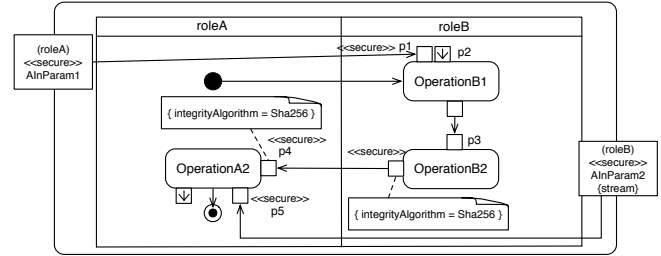 roleA
roleB
(roleA)
<<secure>>
AInParam1
<<secure>> p1
p2
OperationB1
{ integrityAlgorithm = Sha256 }
<<secure>>
p4
p3
<<secure>>
OperationA2
OperationB2
(roleB)
<<secure>>
AInParam2
{stream}
<<secure>>
p5
{ integrityAlgorithm = Sha256 }